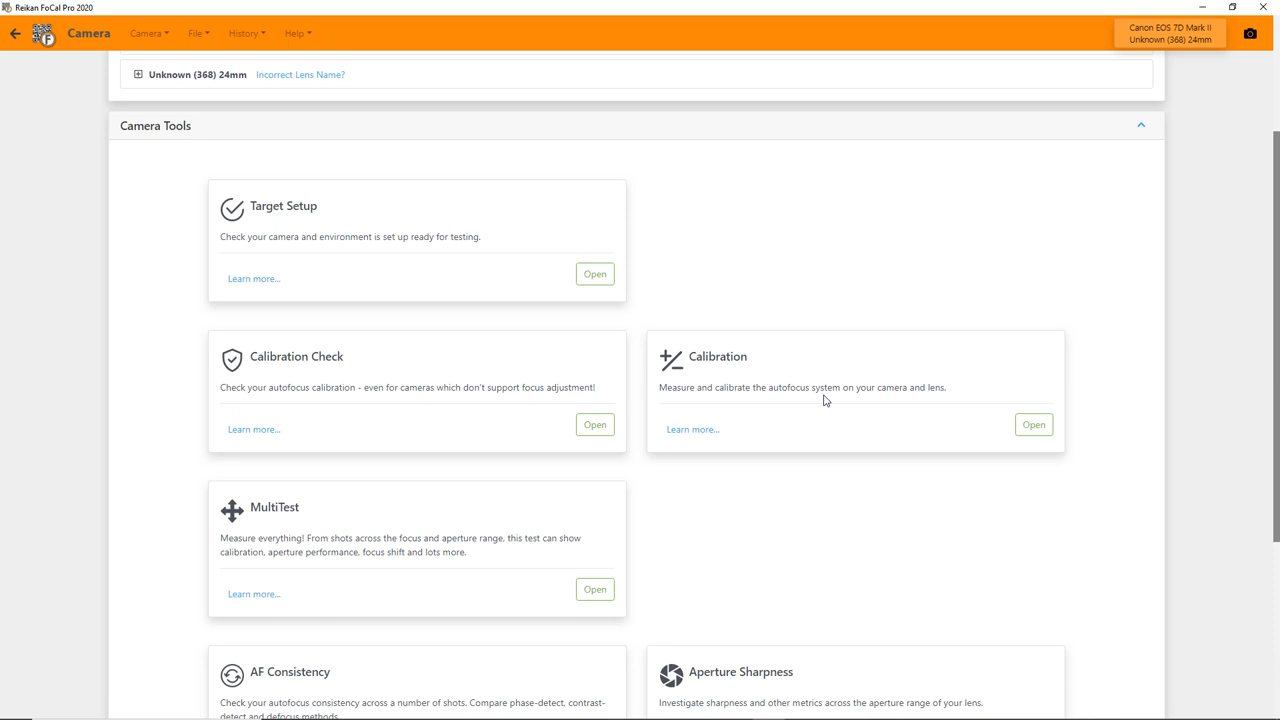 Reikan FoCal Pro 2020
Camera Camera File History Help
Canon EOS 7D Mark II
Unknown (368) 24mm
Unknown (368) 24mm Incorrect Lens Name?
Camera Tools
Target Setup
Check your camera and environment is set up ready for testing.
Learn more... Open
Calibration Check
Check your autofocus calibration - even for cameras which don't support focus adjustment!
Learn more... Open
Calibration
Measure and calibrate the autofocus system on your camera and lens.
Learn more... Open
MultiTest
Measure everything! From shots across the focus and aperture range, this test can show
calibration, aperture performance, focus shift and lots more.
Learn more... Open
AF Consistency
Check your autofocus consistency across a number of shots. Compare phase-detect, contrast-
detect and defocus methods.
Aperture Sharpness
Investigate sharpness and other metrics across the aperture range of your lens.